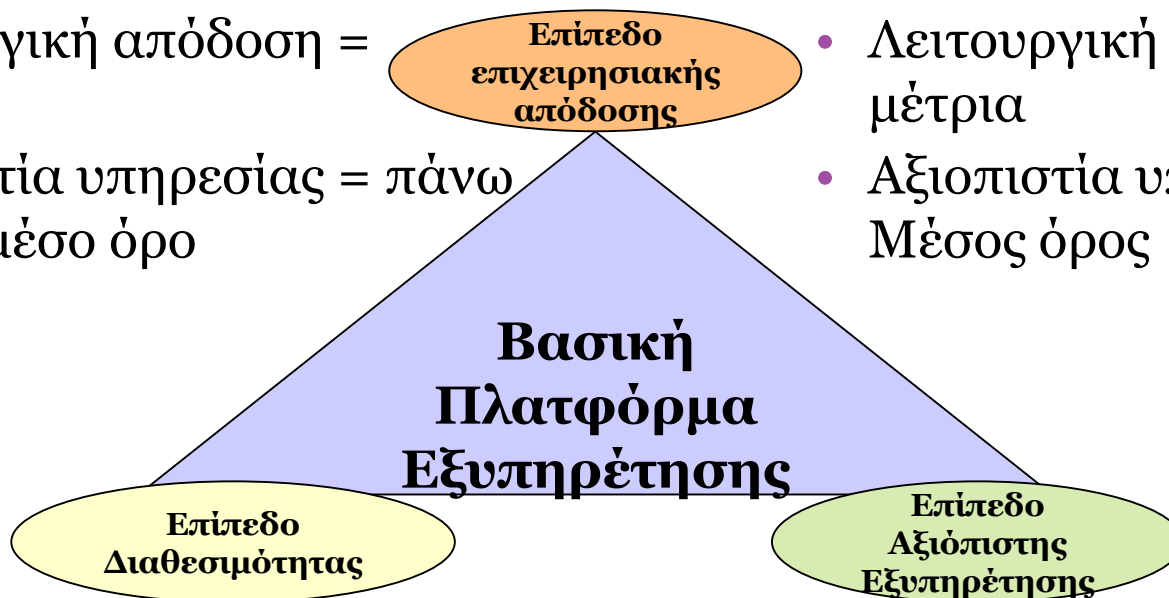 γική απόδοση =
τία υπηρεσίας = πάνω
μέσο όρο
Επίπεδο
επιχειρησιακής
απόδοσης
• Λειτουργική
μέτρια
• Αξιοπιστία υπ
Μέσος όρος
Βασική
Πλατφόρμα
Εξυπηρέτησης
Επίπεδο
Διαθεσιμότητας
Επίπεδο
Αξιόπιστης
Εξυπηρέτησης